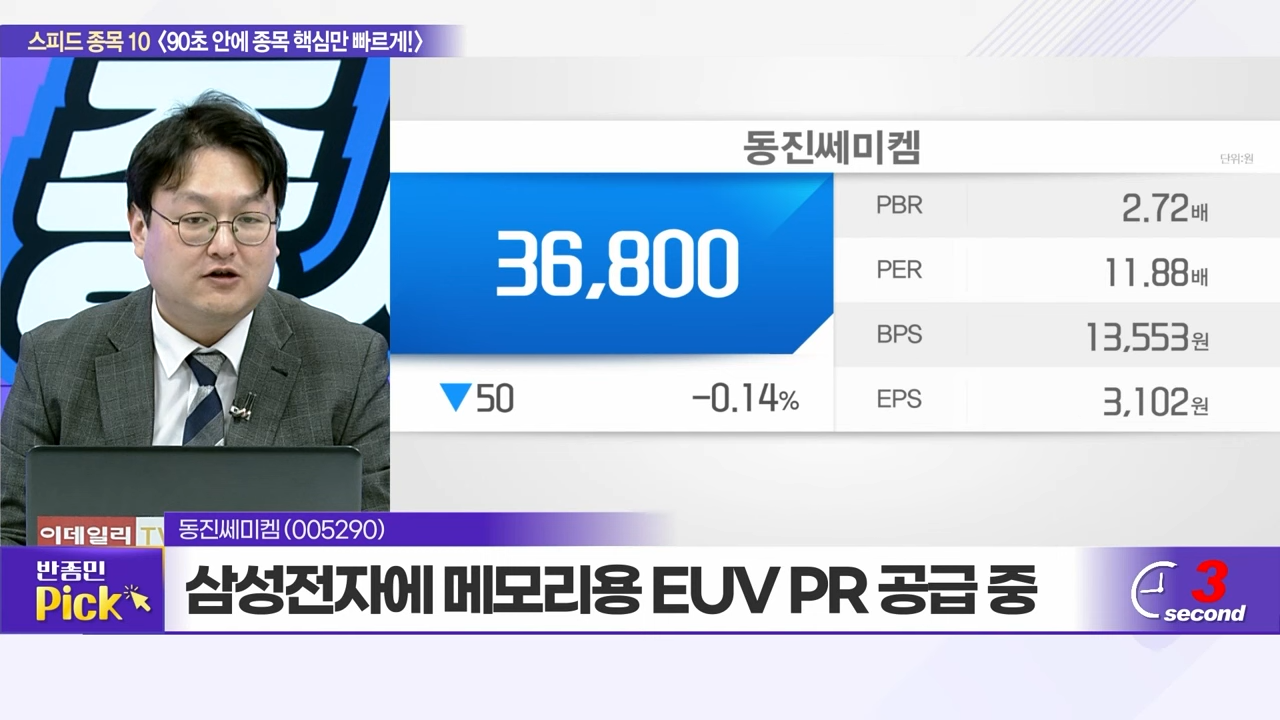 스피드 종목 10 〈90초 안에 종목 핵심만 빠르게!〉
동진쎄미켐
단위:원
36,800
▼50 -0.14%
PBR 2.72배
PER 11.88배
BPS 13,553원
EPS 3,102원
이데일리 TV
동진쎄미켐 (005290)
반종민
Pick
삼성전자에 메모리용 EUV PR 공급 중
3
second